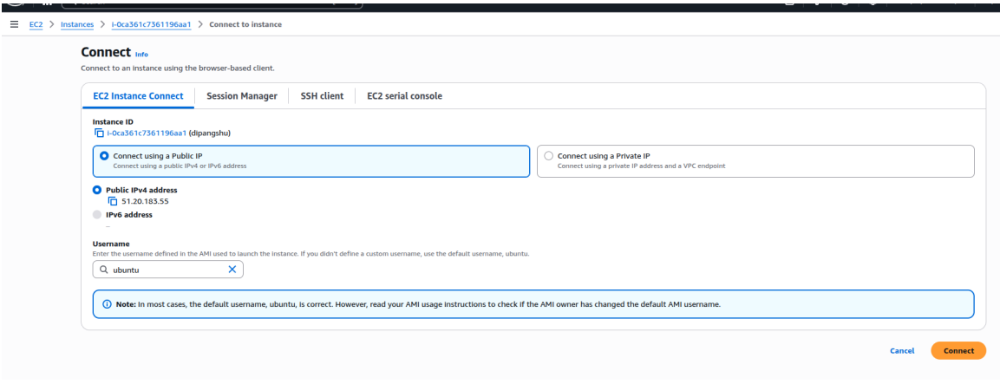 EC2 > Instances > i-0ca361c7361196aa1 > Connect to instance
Connect Info
Connect to an instance using the browser-based client.
EC2 Instance Connect Session Manager SSH client EC2 serial console
Instance ID
i-0ca361c7361196aa1 (dipangshu)
Connect using a Public IP
Connect using a public IPv4 or IPv6 address
Connect using a Private IP
Connect using a private IP address and a VPC endpoint
Public IPv4 address
51.20.183.55
IPv6 address
–
Username
Enter the username defined in the AMI used to launch the instance. If you didn't define a custom username, use the default username, ubuntu.
ubuntu
Note: In most cases, the default username, ubuntu, is correct. However, read your AMI usage instructions to check if the AMI owner has changed the default AMI username.
Cancel Connect